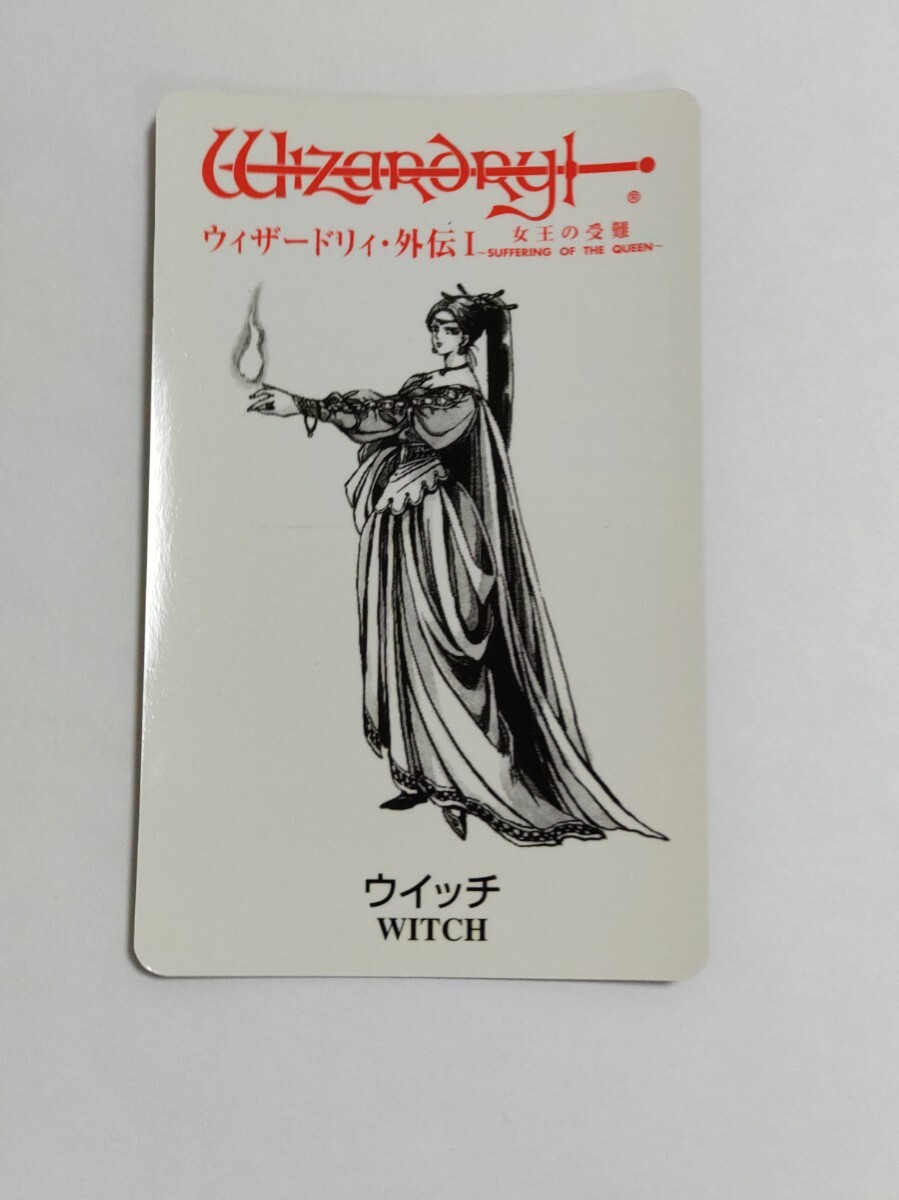 Wizardry
®
ウィザードリィ・外伝I 女王の受難
~SUFFERING OF THE QUEEN~
ウイッチ
WITCH